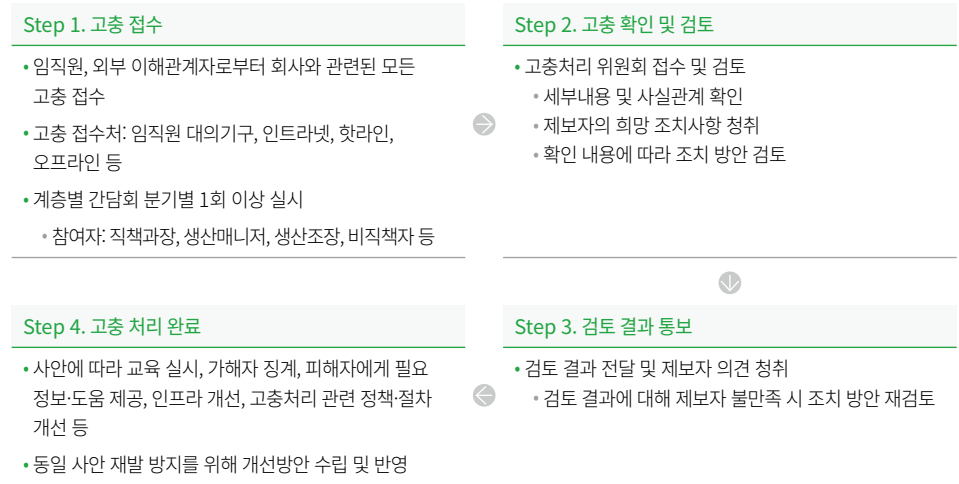 Step 1. 고충 접수
• 임직원, 외부 이해관계자로부터 회사와 관련된 모든
고충 접수
• 고충 접수처: 임직원 대의기구, 인트라넷, 핫라인,
오프라인 등
• 계층별 간담회 분기별 1회 이상 실시
• 참여자: 직책과장, 생산매니저, 생산조장, 비직책자 등
Step 2. 고충 확인 및 검토
• 고충처리 위원회 접수 및 검토
• 세부내용 및 사실관계 확인
• 제보자의 희망 조치사항 청취
• 확인 내용에 따라 조치 방안 검토
Step 3. 검토 결과 통보
• 검토 결과 전달 및 제보자 의견 청취
• 검토 결과에 대해 제보자 불만족 시 조치 방안 재검토
Step 4. 고충 처리 완료
• 사안에 따라 교육 실시, 가해자 징계, 피해자에게 필요
정보·도움 제공, 인프라 개선, 고충처리 관련 정책·절차
개선 등
• 동일 사안 재발 방지를 위해 개선방안 수립 및 반영